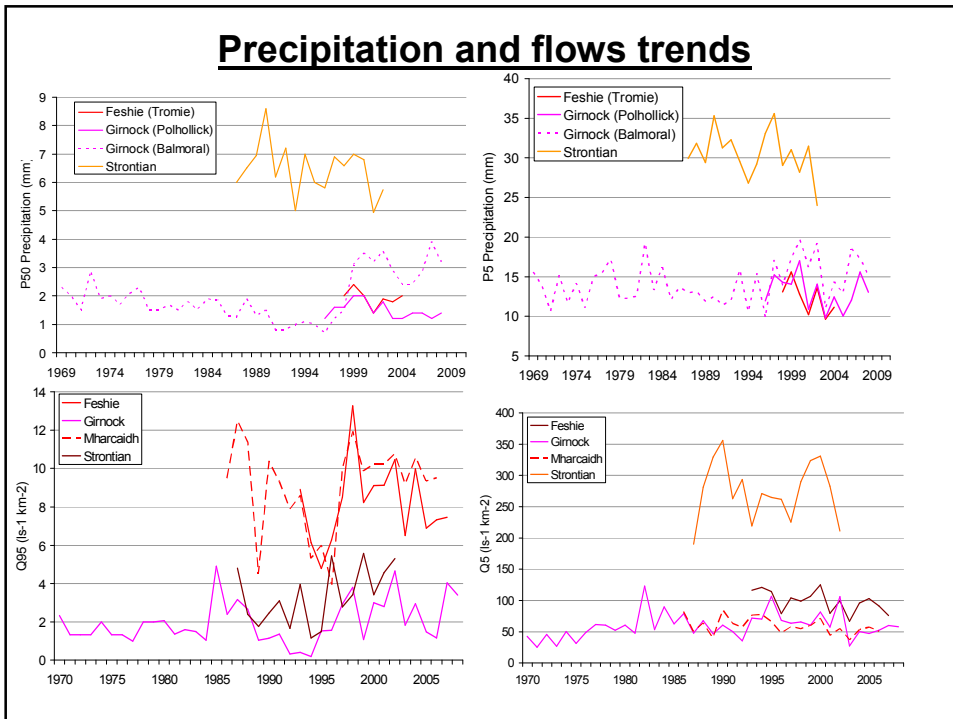 Precipitation and flows trends
P50 Precipitation (mm)
9
8
7
6
5
4
3
2
1
0
Feshie (Tromie)
Girnock (Polhollick)
Girnock (Balmoral)
Strontian
1969 1974 1979 1984 1989 1994 1999 2004 2009
P5 Precipitation (mm)
40
35
30
25
20
15
10
5
Feshie (Tromie)
Girnock (Polhollick)
Girnock (Balmoral)
Strontian
1969 1974 1979 1984 1989 1994 1999 2004 2009
Q95 (ls-1 km-2)
14
12
10
8
6
4
2
0
Feshie
Girnock
Mharcaidh
Strontian
1970 1975 1980 1985 1990 1995 2000 2005
Q5 (ls-1 km-2)
400
350
300
250
200
150
100
50
0
Feshie
Girnock
Mharcaidh
Strontian
1970 1975 1980 1985 1990 1995 2000 2005